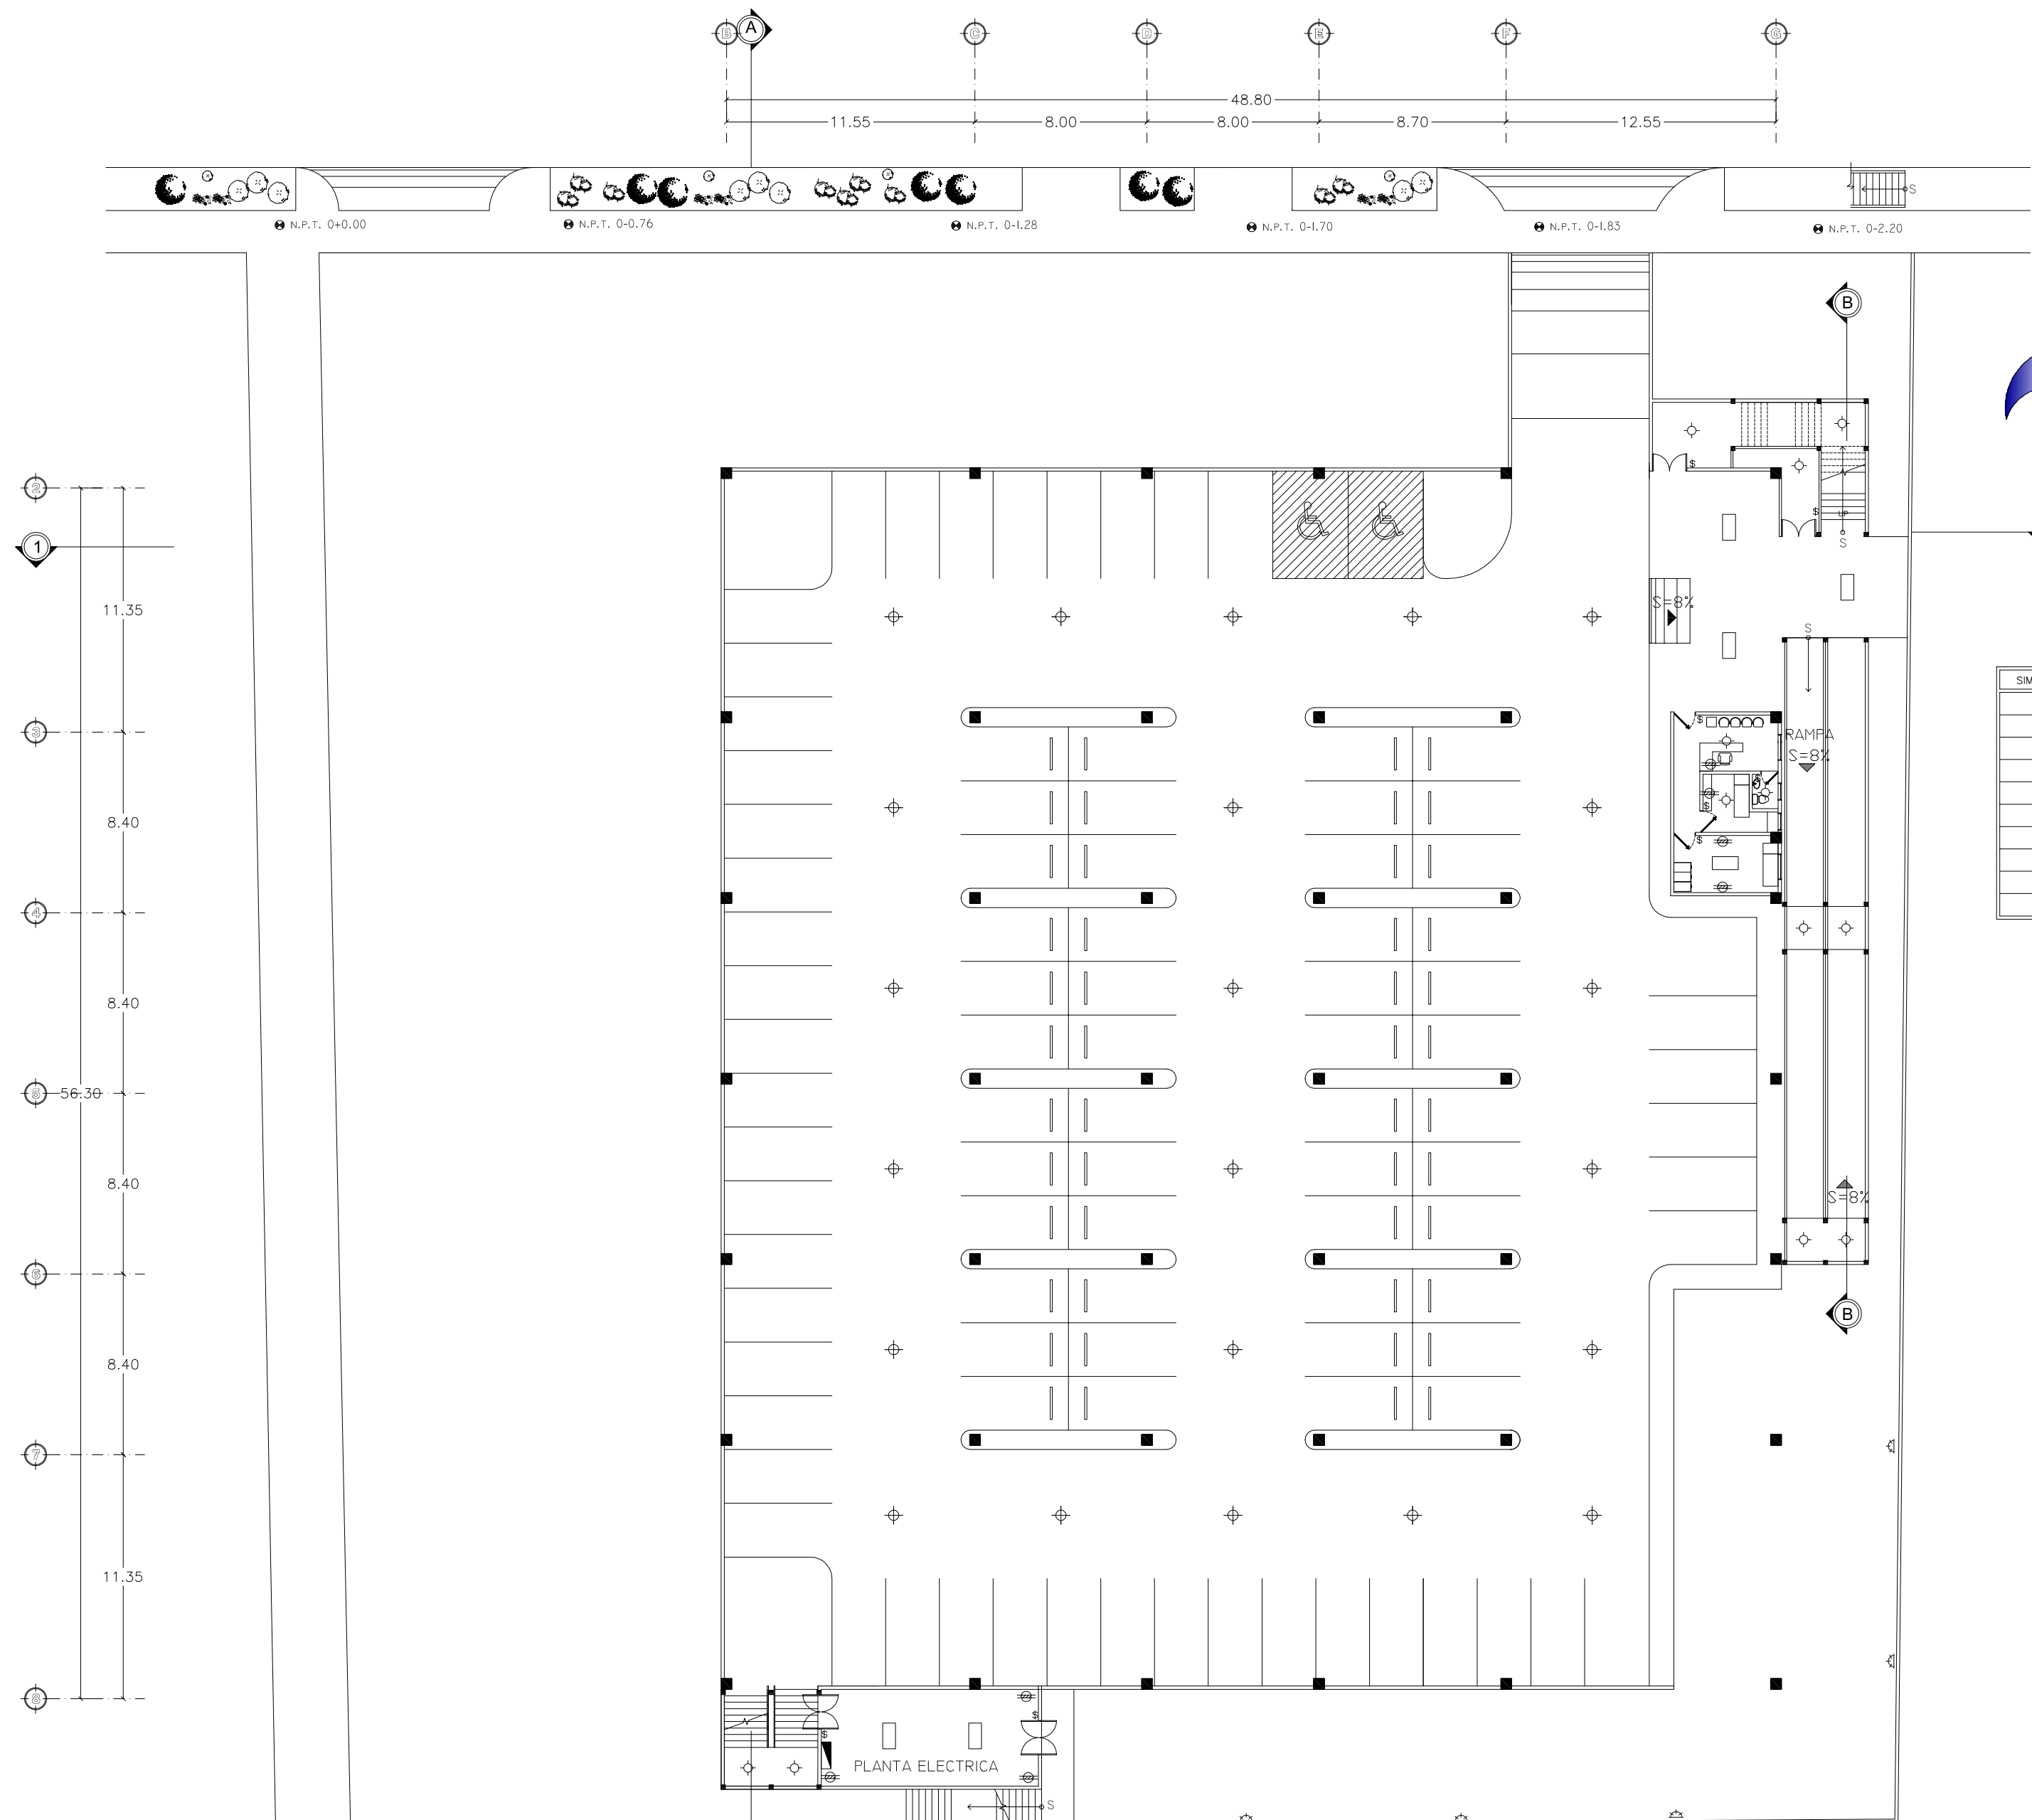 B A C D E F G
48.80
11.55 8.00 8.00 8.70 12.55
S
N.P.T. 0+0.00 N.P.T. 0-0.76 N.P.T. 0-1.28 N.P.T. 0-1.70 N.P.T. 0-1.83 N.P.T. 0-2.20
B
$
2
$ UP
1 S
S=8%
11.35
S
SIM
$
3 RAMPA
S=8%
$
$
8.40
$
4
8.40
5 56.30
8.40
S=8%
6
B
8.40
7
11.35
8
$
$
PLANTA ELECTRICA
S